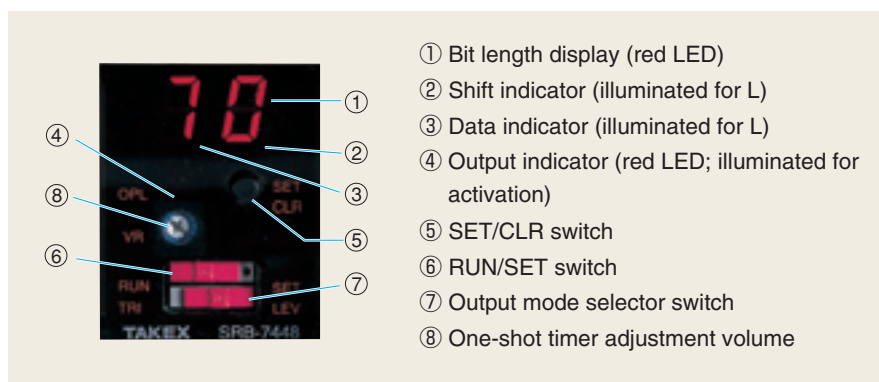 70
①
②
④
③
OPL
SET
CLR
⑧
VR
⑤
⑥
RUN
SET
⑦
TRI
LEV
TAKEX SRB-7448
① Bit length display (red LED)
② Shift indicator (illuminated for L)
③ Data indicator (illuminated for L)
④ Output indicator (red LED; illuminated for
activation)
⑤ SET/CLR switch
⑥ RUN/SET switch
⑦ Output mode selector switch
⑧ One-shot timer adjustment volume